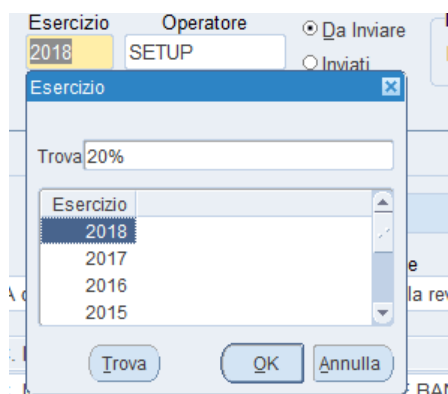 Esercizio Operatore
2018 SETUP Da Inviare
Inviati
Esercizio
Trova 20%
Esercizio
2018
2017
2016
2015
Trova OK Annulla